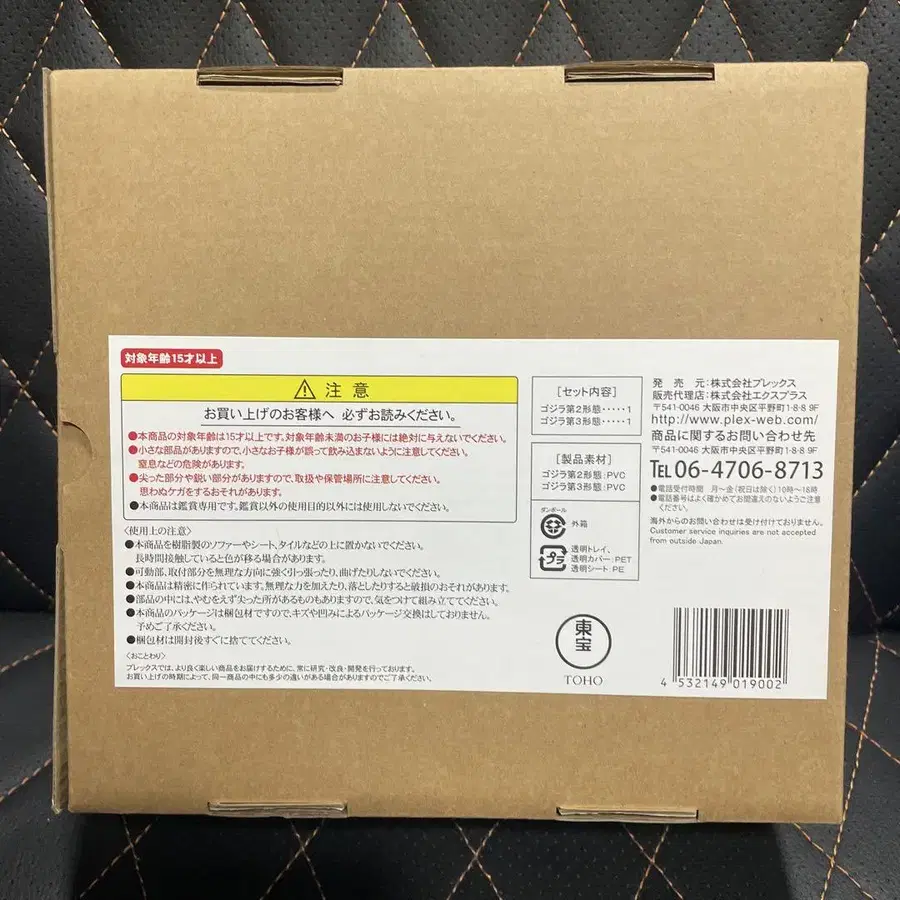 対象年齢15才以上
⚠ 注意
お買い上げのお客様へ 必ずお読みください。
●本商品の対象年齢は15才以上です。対象年齢未満のお子様には絶対に与えないでください。
●小さな部品がありますので、小さなお子様が誤って飲み込まないように注意してください。
窒息などの危険があります。
●尖った部分や鋭い部分がありますので、取扱や保管場所に注意してください。
思わぬケガをするおそれがあります。
●本商品は鑑賞専用です。鑑賞以外の使用目的以外には使用しないでください。
〈使用上の注意〉
●本商品を樹脂製のソファーやシート、タイルなどの上に置かないでください。
長時間接触していると色が移る場合があります。
●可動部、取付部分を無理な方向に強く引っ張ったり、曲げたりしないでください。
●本商品は精密に作られています。無理な力を加えたり、落としたりすると破損のおそれがあります。
●部品の中には、やむをえず尖った所があるものもありますので、気をつけて組み立ててください。
●本商品のパッケージは梱包材ですので、キズや凹みによるパッケージ交換はしておりません。
予めご了承ください。
●梱包材は開封後すぐに捨ててください。
〈おことわり〉
プレックスでは、より良く楽しい商品をお届けするために、常に研究・改良・開発を行っております。
お買い上げの時期によって、同一商品の中にも多少の違いがある場合がありますのでご了承ください。
[セット内容]
ゴジラ第2形態・・・・・1
ゴジラ第3形態・・・・・1
[製品素材]
ゴジラ第2形態:PVC
ゴジラ第3形態:PVC
ダンボール
外箱
プラ
透明トレイ、
透明カバー:PET
透明シート:PE
東宝
TOHO
発売元:株式会社プレックス
販売代理店:株式会社エクスプラス
〒541-0046 大阪市中央区平野町1-8-8 9F
http://www.plex-web.com/
商品に関するお問い合わせ先
〒541-0046 大阪市中央区平野町1-8-8 9F
TEL 06-4706-8713
●電話受付時間 月〜金(祝日は除く)10時〜16時
●電話番号はよく確かめてお間違えのないようご注意
ください。
海外からのお問い合わせは受け付けておりません。
Customer service inquiries are not accepted
from outside Japan.
4 532149 019002